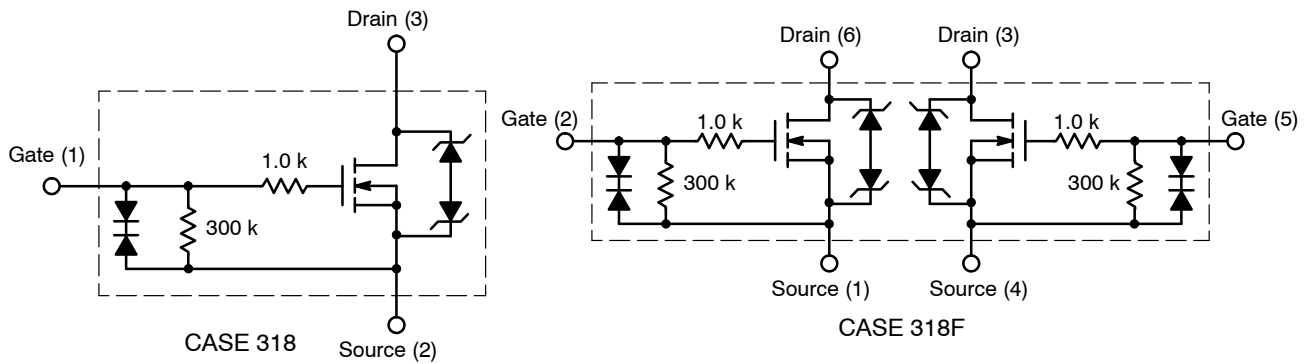 Drain (3)
Gate (1)
1.0 k
300 k
CASE 318
Source (2)
Drain (6)
Drain (3)
Gate (2)
1.0 k
1.0 k
Gate (5)
300 k
300 k
Source (1)
Source (4)
CASE 318F